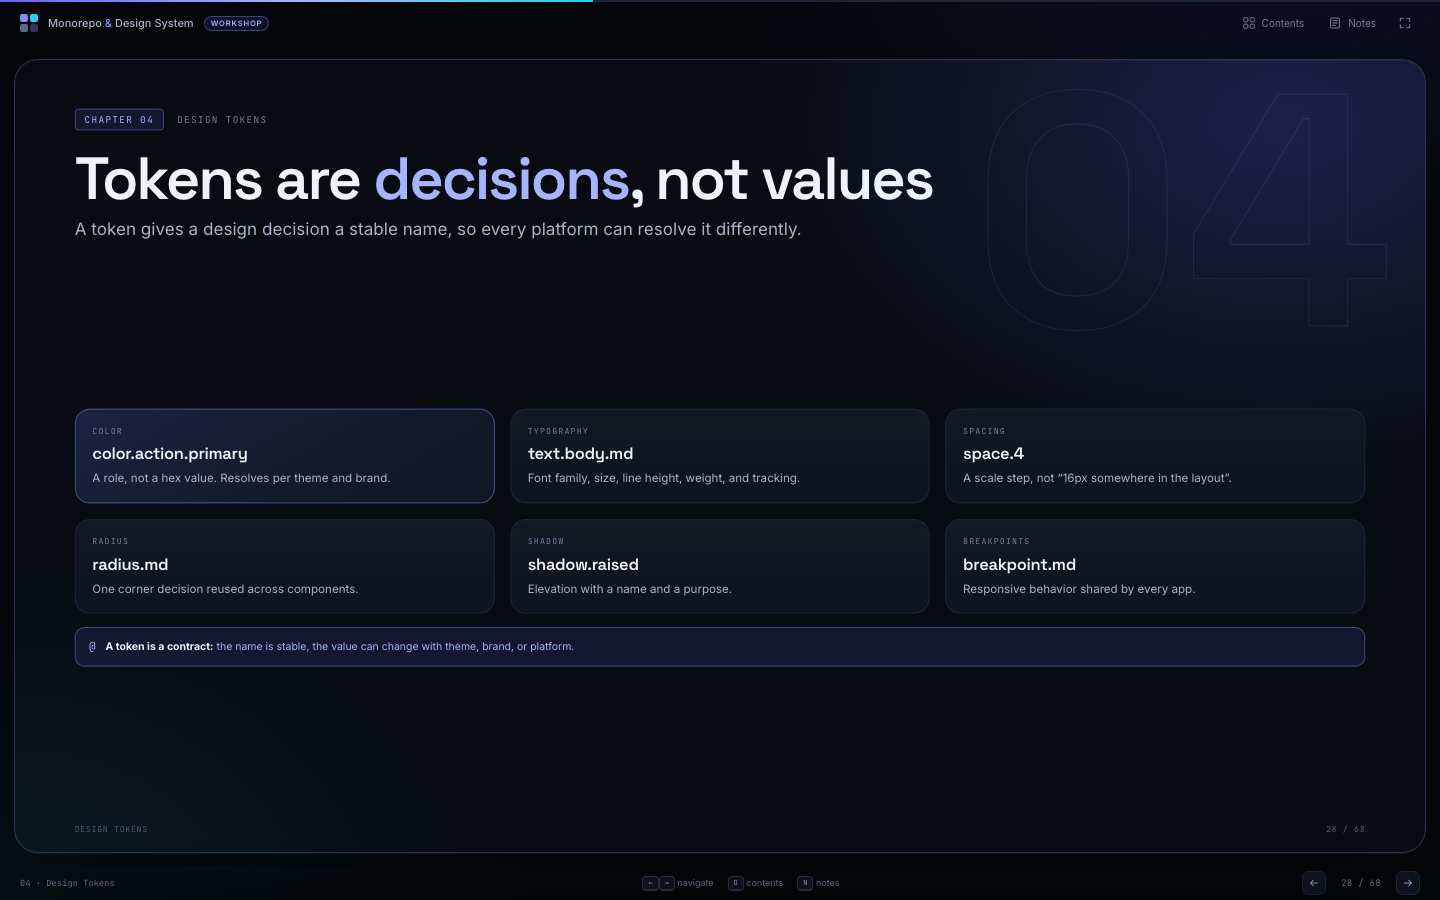 Monorepo & Design System WORKSHOP
Contents Notes
04
CHAPTER 04 DESIGN TOKENS
Tokens are decisions, not values
A token gives a design decision a stable name, so every platform can resolve it differently.
COLOR
color.action.primary
A role, not a hex value. Resolves per theme and brand.
TYPOGRAPHY
text.body.md
Font family, size, line height, weight, and tracking.
SPACING
space.4
A scale step, not “16px somewhere in the layout”.
RADIUS
radius.md
One corner decision reused across components.
SHADOW
shadow.raised
Elevation with a name and a purpose.
BREAKPOINTS
breakpoint.md
Responsive behavior shared by every app.
@ A token is a contract: the name is stable, the value can change with theme, brand, or platform.
DESIGN TOKENS 28 / 68
04 · Design Tokens ← → navigate O contents N notes ← 28 / 68 →